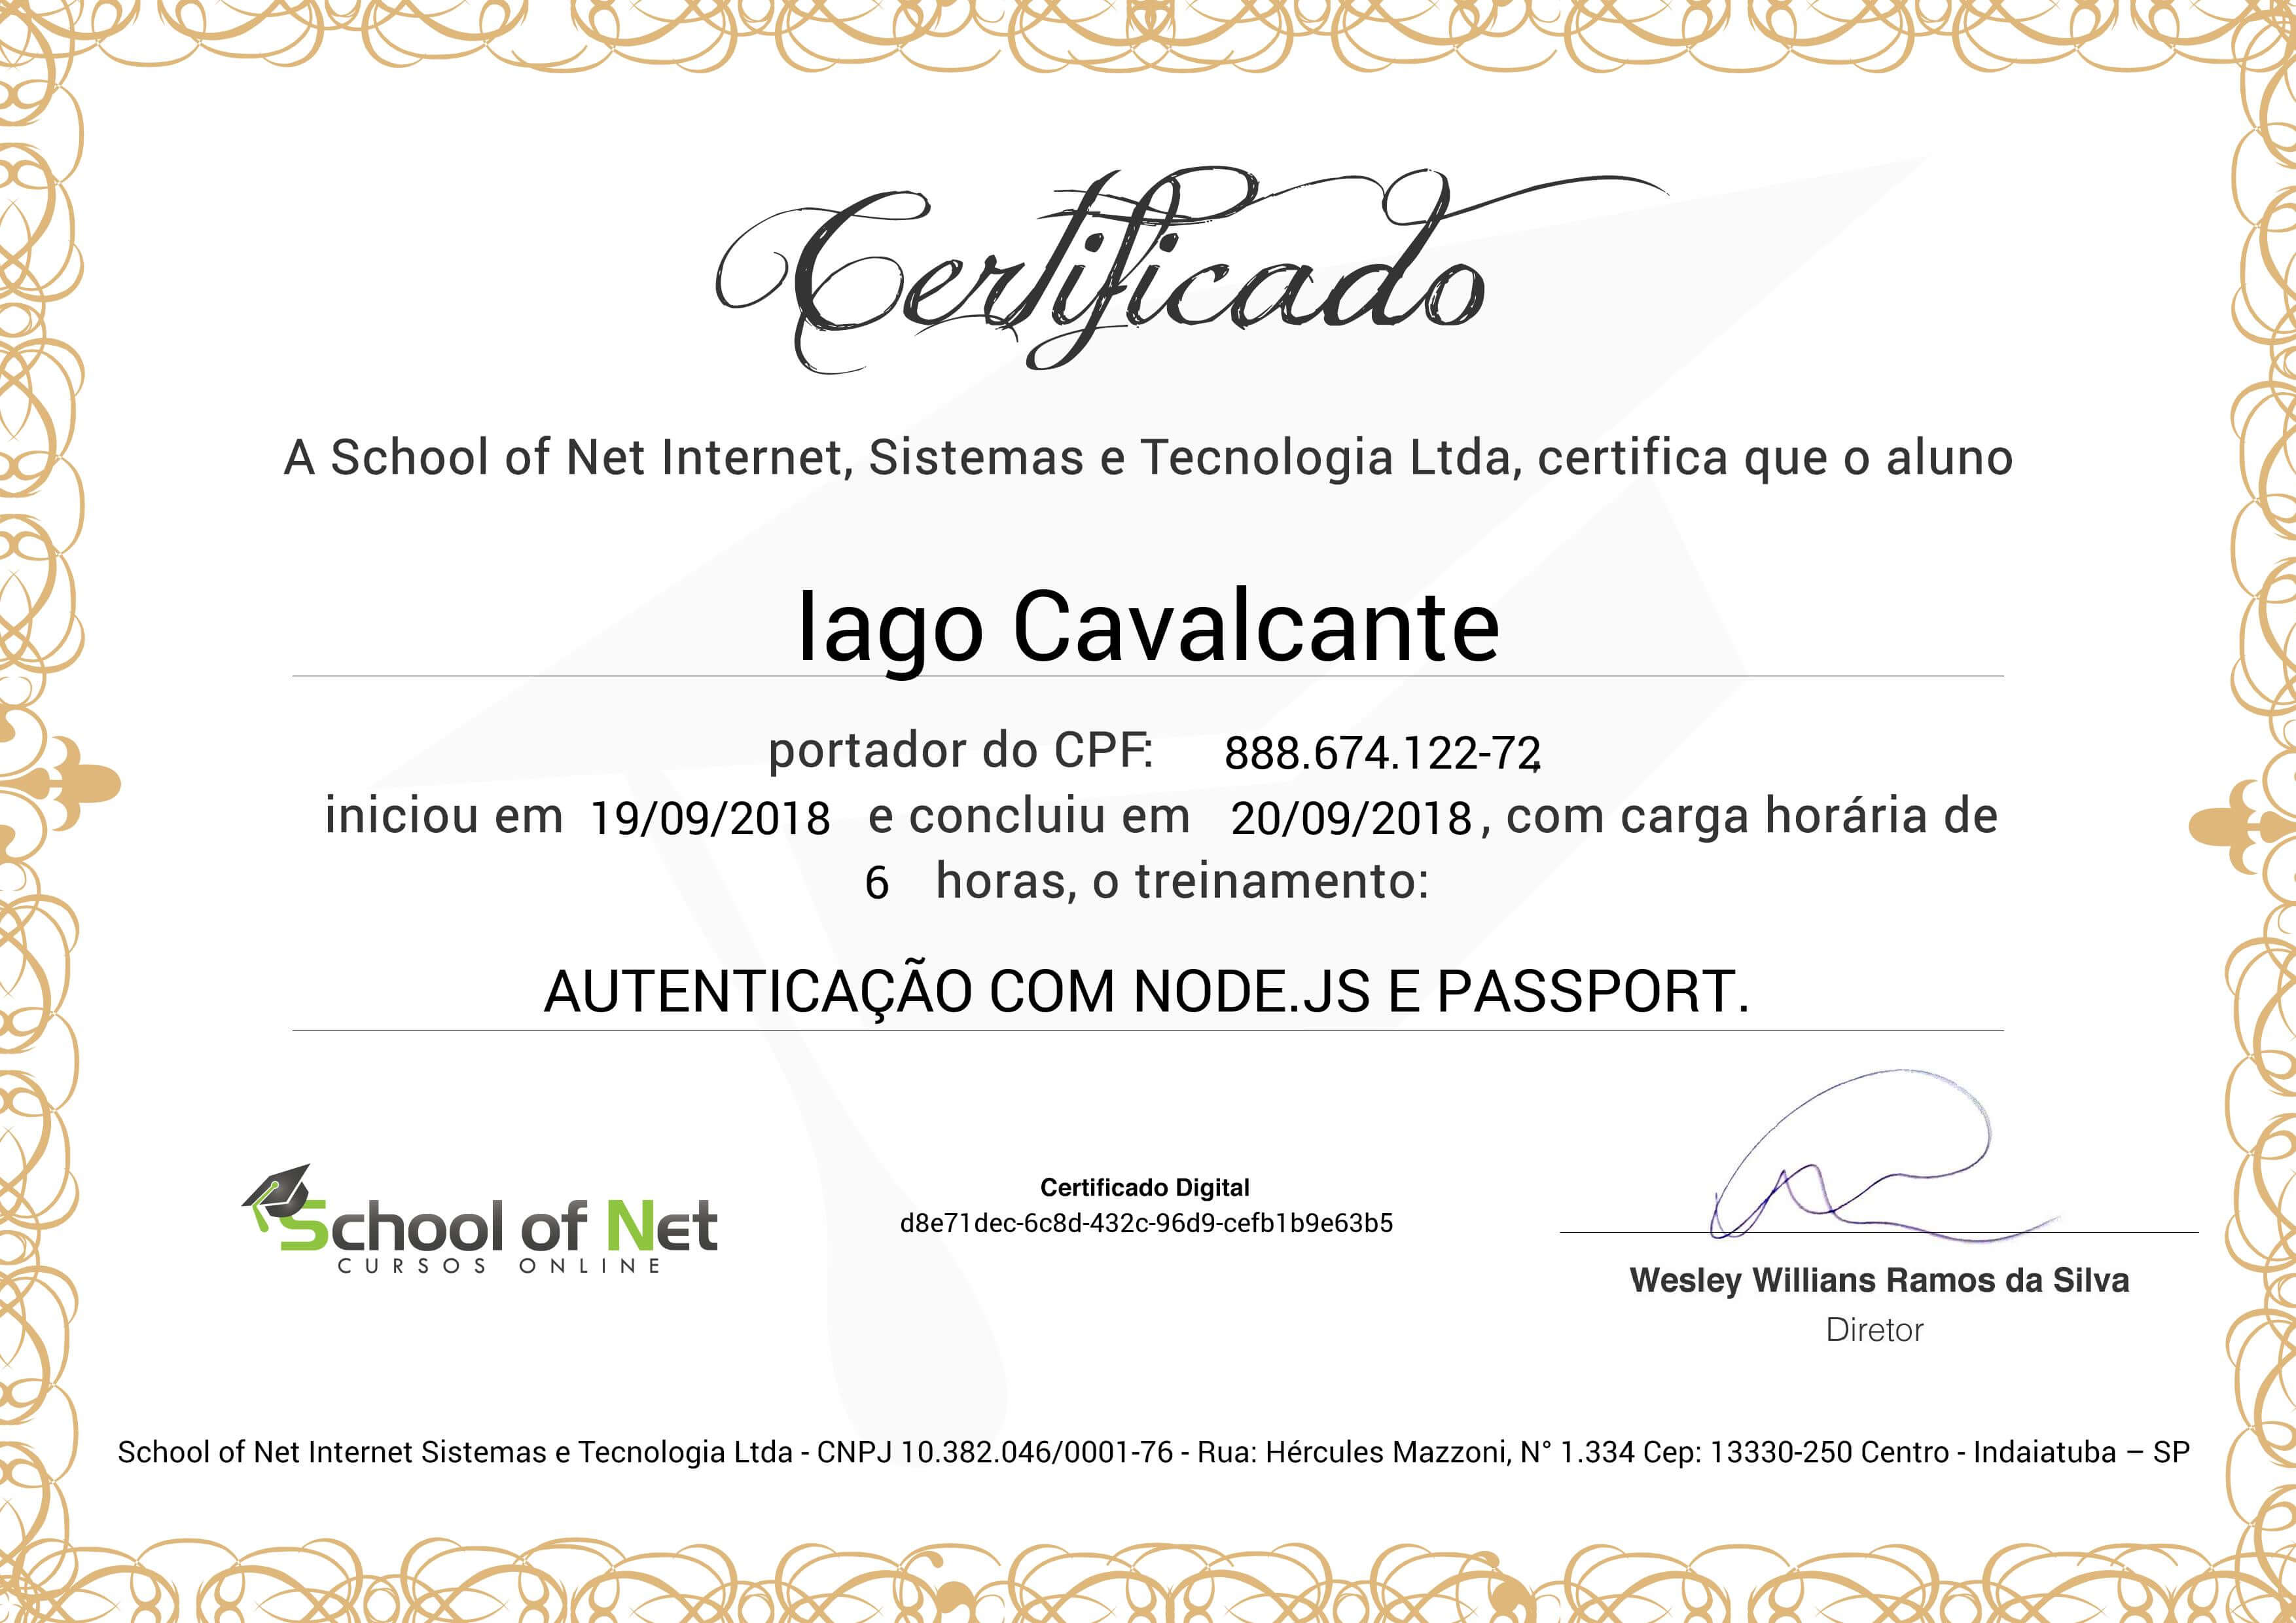 Certificado
A School of Net Internet, Sistemas e Tecnologia Ltda, certifica que o aluno
Iago Cavalcante
portador do CPF: 888.674.122-72,
iniciou em 19/09/2018 e concluiu em 20/09/2018, com carga horária de
6 horas, o treinamento:
AUTENTICAÇÃO COM NODE.JS E PASSPORT.
School of Net
CURSOS ONLINE
Certificado Digital
d8e71dec-6c8d-432c-96d9-cefb1b9e63b5
Wesley Willians Ramos da Silva
Diretor
School of Net Internet Sistemas e Tecnologia Ltda - CNPJ 10.382.046/0001-76 - Rua: Hércules Mazzoni, N° 1.334 Cep: 13330-250 Centro - Indaiatuba – SP